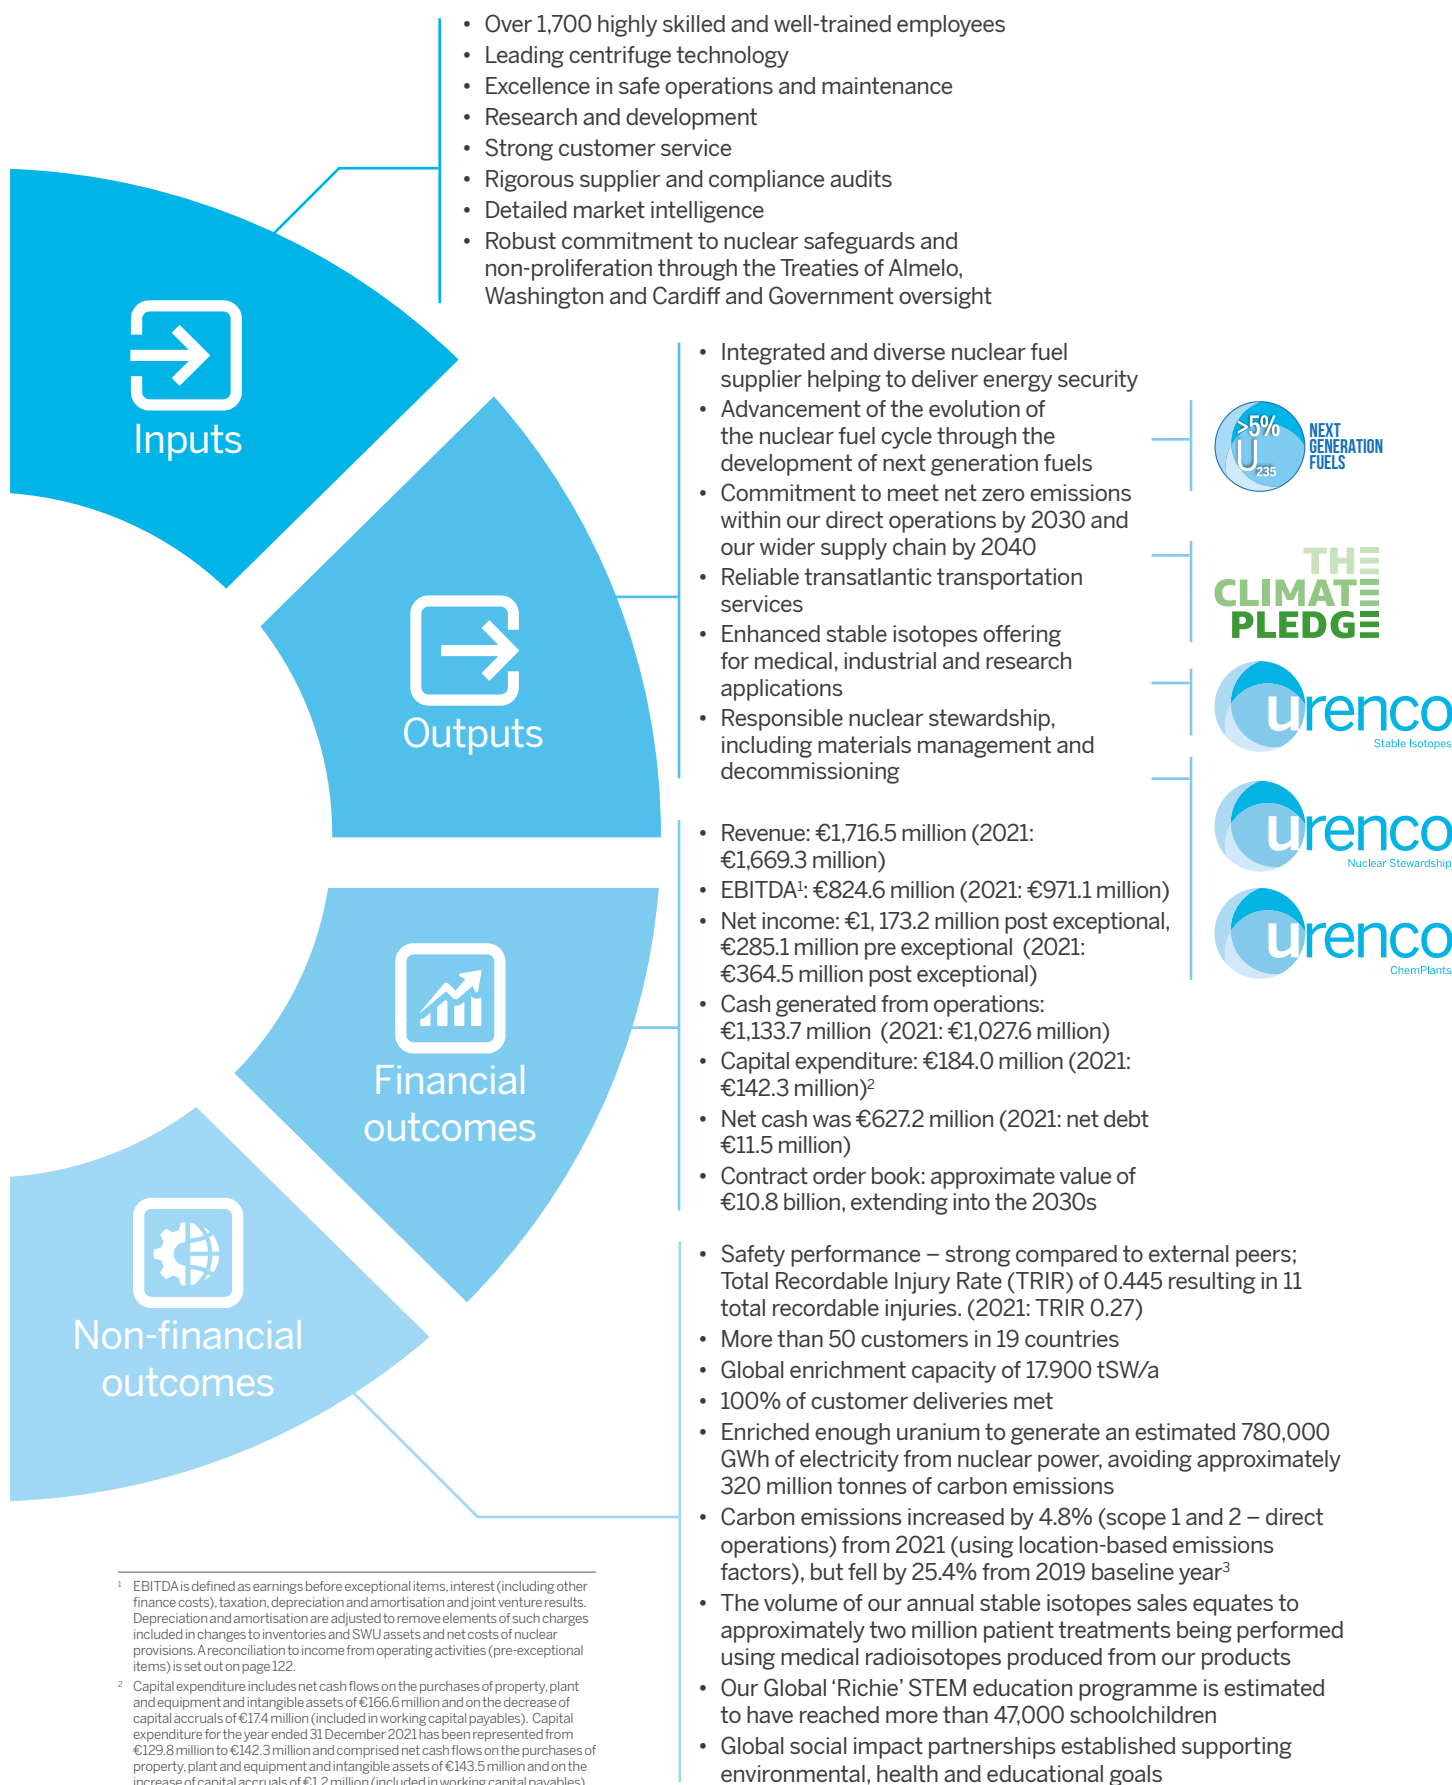 • Over 1,700 highly skilled and well-trained employees
• Leading centrifuge technology
• Excellence in safe operations and maintenance
• Research and development
• Strong customer service
• Rigorous supplier and compliance audits
• Detailed market intelligence
• Robust commitment to nuclear safeguards and
non-proliferation through the Treaties of Almelo,
Washington and Cardiff and Government oversight
Inputs
• Integrated and diverse nuclear fuel
supplier helping to deliver energy security
• Advancement of the evolution of
the nuclear fuel cycle through the
development of next generation fuels
• Commitment to meet net zero emissions
within our direct operations by 2030 and
our wider supply chain by 2040
• Reliable transatlantic transportation
services
• Enhanced stable isotopes offering
for medical, industrial and research
applications
• Responsible nuclear stewardship,
including materials management and
decommissioning
>5%
U
235
NEXT
GENERATION
FUELS
THE
CLIMATE
PLEDGE
urenco
Stable Isotopes
urenco
Nuclear Stewardship
urenco
ChemPlants
Outputs
• Revenue: €1,716.5 million (2021:
€1,669.3 million)
• EBITDA¹: €824.6 million (2021: €971.1 million)
• Net income: €1, 173.2 million post exceptional,
€285.1 million pre exceptional (2021:
€364.5 million post exceptional)
• Cash generated from operations:
€1,133.7 million (2021: €1,027.6 million)
• Capital expenditure: €184.0 million (2021:
€142.3 million)²
• Net cash was €627.2 million (2021: net debt
€11.5 million)
• Contract order book: approximate value of
€10.8 billion, extending into the 2030s
Financial
outcomes
• Safety performance – strong compared to external peers;
Total Recordable Injury Rate (TRIR) of 0.445 resulting in 11
total recordable injuries. (2021: TRIR 0.27)
• More than 50 customers in 19 countries
• Global enrichment capacity of 17.900 tSW/a
• 100% of customer deliveries met
• Enriched enough uranium to generate an estimated 780,000
GWh of electricity from nuclear power, avoiding approximately
320 million tonnes of carbon emissions
• Carbon emissions increased by 4.8% (scope 1 and 2 – direct
operations) from 2021 (using location-based emissions
factors), but fell by 25.4% from 2019 baseline year³
• The volume of our annual stable isotopes sales equates to
approximately two million patient treatments being performed
using medical radioisotopes produced from our products
• Our Global ‘Richie’ STEM education programme is estimated
to have reached more than 47,000 schoolchildren
• Global social impact partnerships established supporting
environmental, health and educational goals
Non-financial
outcomes
¹ EBITDA is defined as earnings before exceptional items, interest (including other
finance costs), taxation, depreciation and amortisation and joint venture results.
Depreciation and amortisation are adjusted to remove elements of such charges
included in changes to inventories and SWU assets and net costs of nuclear
provisions. A reconciliation to income from operating activities (pre-exceptional
items) is set out on page 122.
² Capital expenditure includes net cash flows on the purchases of property, plant
and equipment and intangible assets of €166.6 million and on the decrease of
capital accruals of €17.4 million (included in working capital payables). Capital
expenditure for the year ended 31 December 2021 has been represented from
€129.8 million to €142.3 million and comprised net cash flows on the purchases of
property, plant and equipment and intangible assets of €143.5 million and on the
increase of capital accruals of €1.2 million (included in working capital payables).